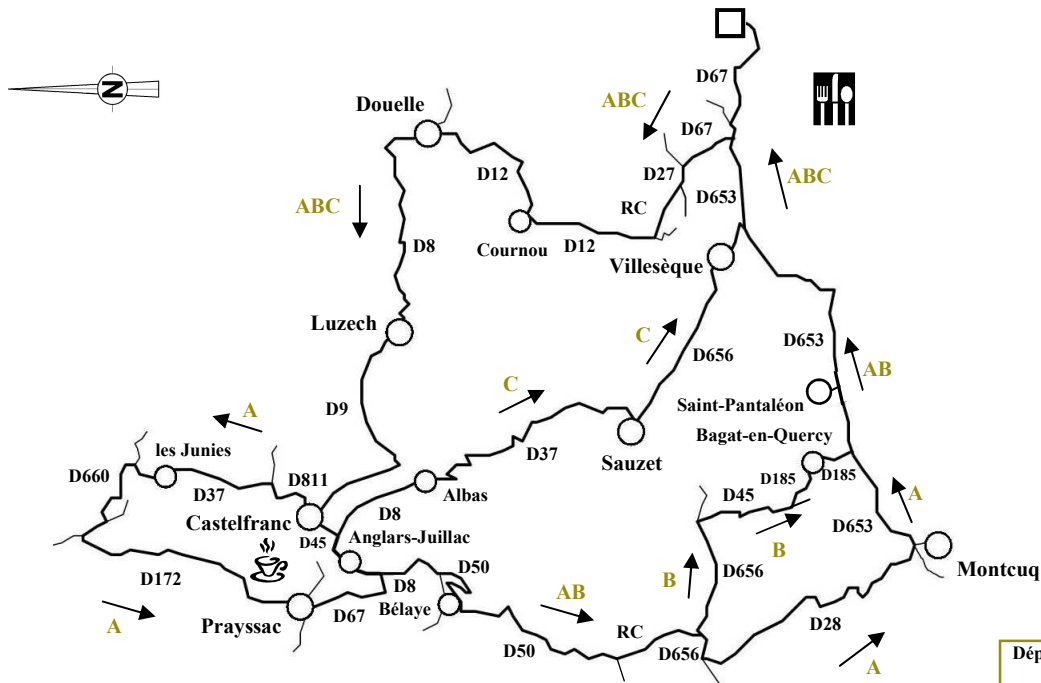 D67
N
Douelle
ABC
D67
D12
D27
ABC
D653
ABC
RC
Cournou
D12
D8
Villesèque
Luzech
C
D656
D653
C
AB
D9
Saint-Pantaléon
A
Bagat-en-Quercy
les Junies
D37
Sauzet
D660
D811
D185
D185
D37
Albas
D45
A
Castelfranc
D8
D653
D45
Anglars-Juillac
B
D50
D656
Montcuq
D172
D8
B
AB
Bélaye
D67
D28
A
Prayssac
RC
D50
D656
A
Dép